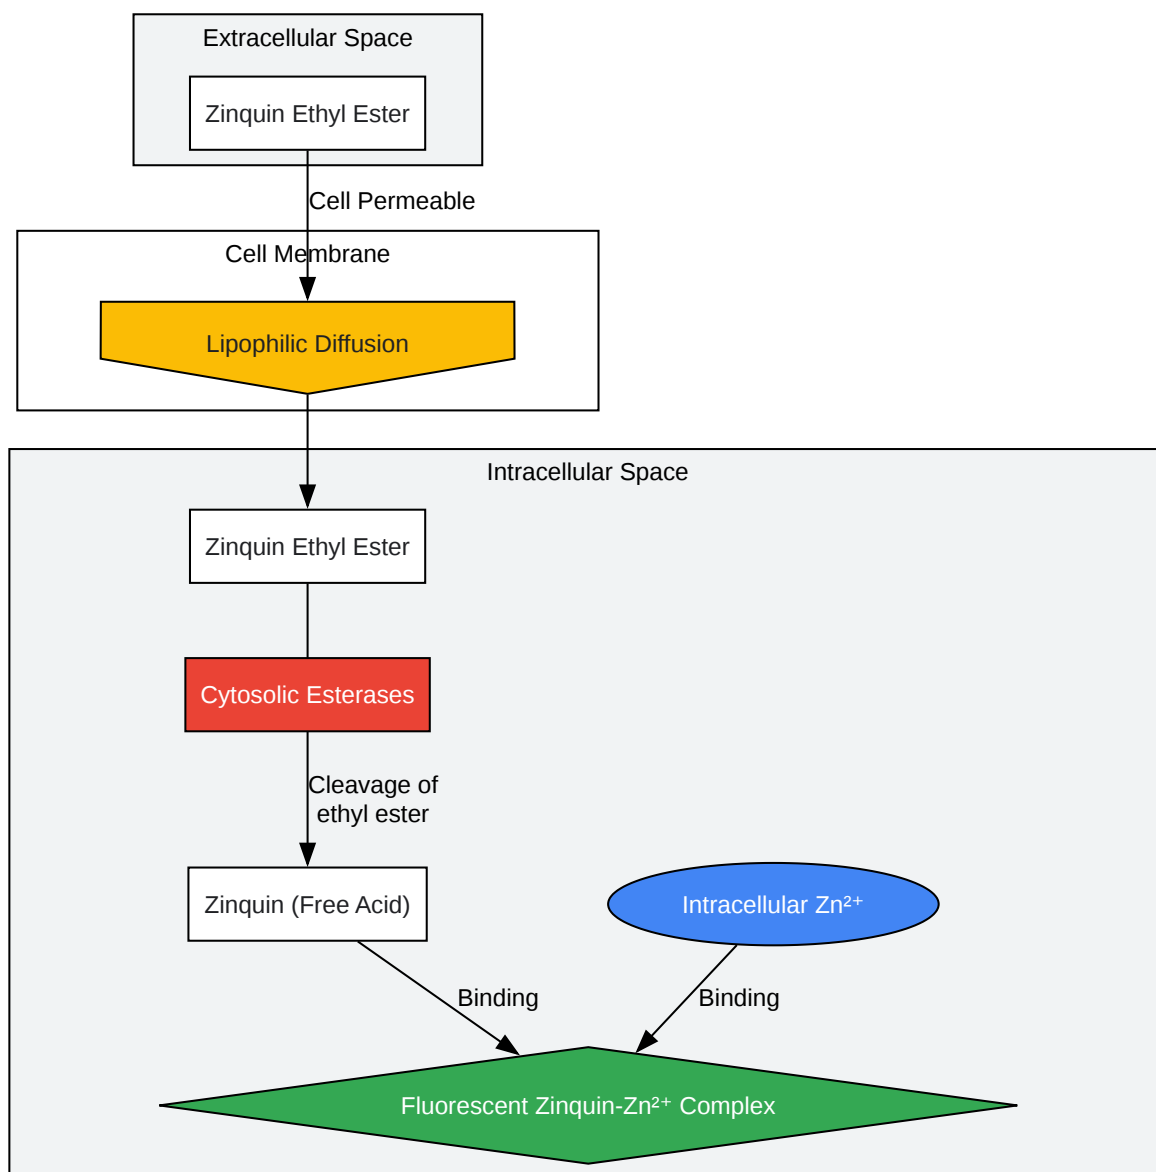 Extracellular Space
Zinquin Ethyl Ester
Cell Permeable
Cell Membrane
Lipophilic Diffusion
Intracellular Space
Zinquin Ethyl Ester
Cytosolic Esterases
Cleavage of
ethyl ester
Zinquin (Free Acid)
Intracellular Zn²⁺
Binding
Binding
Fluorescent Zinquin-Zn²⁺ Complex